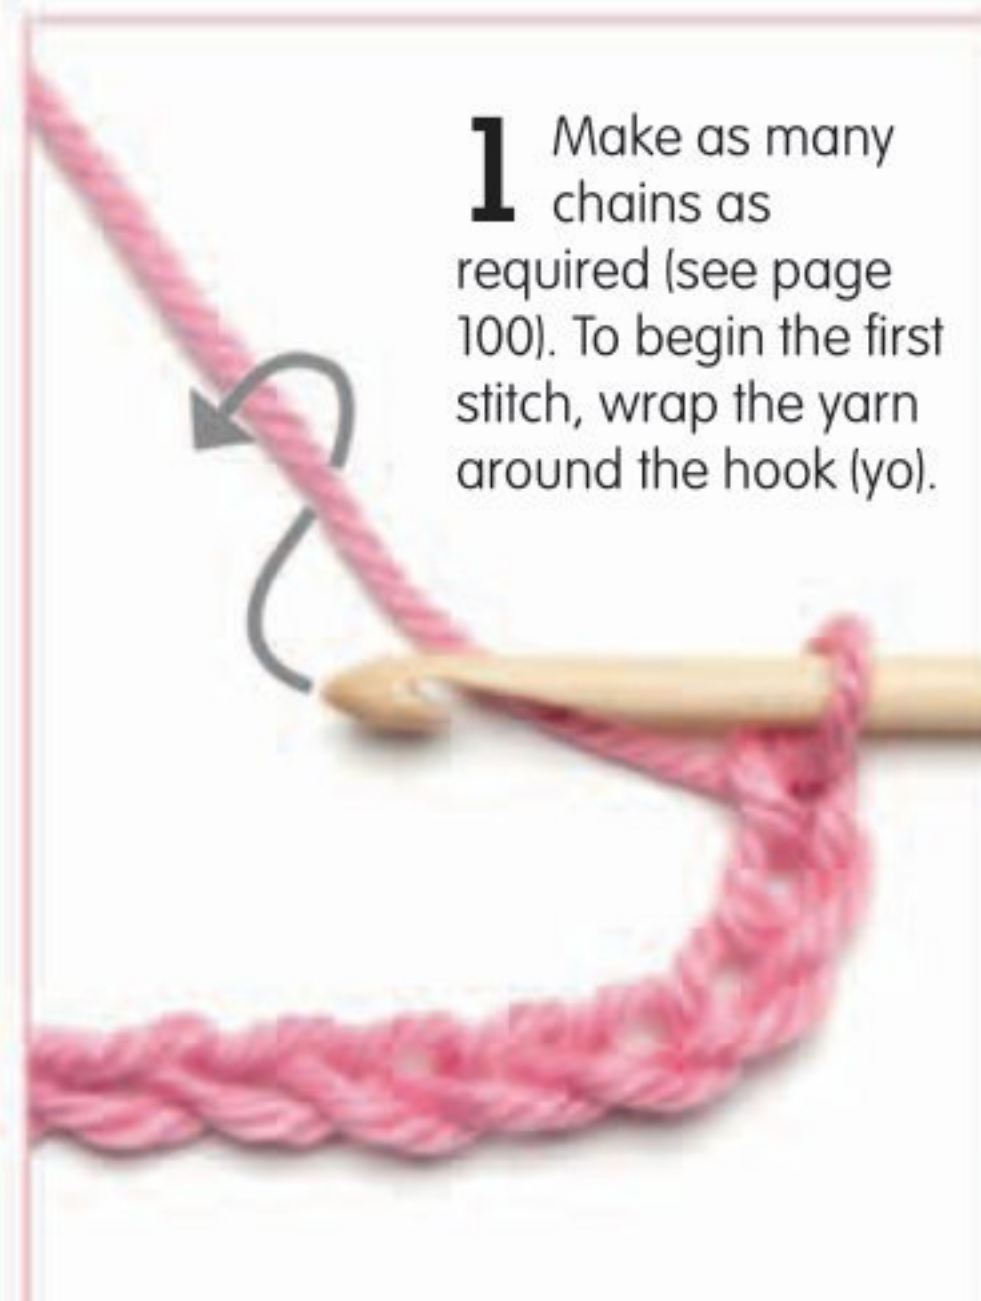 1 Make as many
chains as
required (see page
100). To begin the first
stitch, wrap the yarn
around the hook (yo).